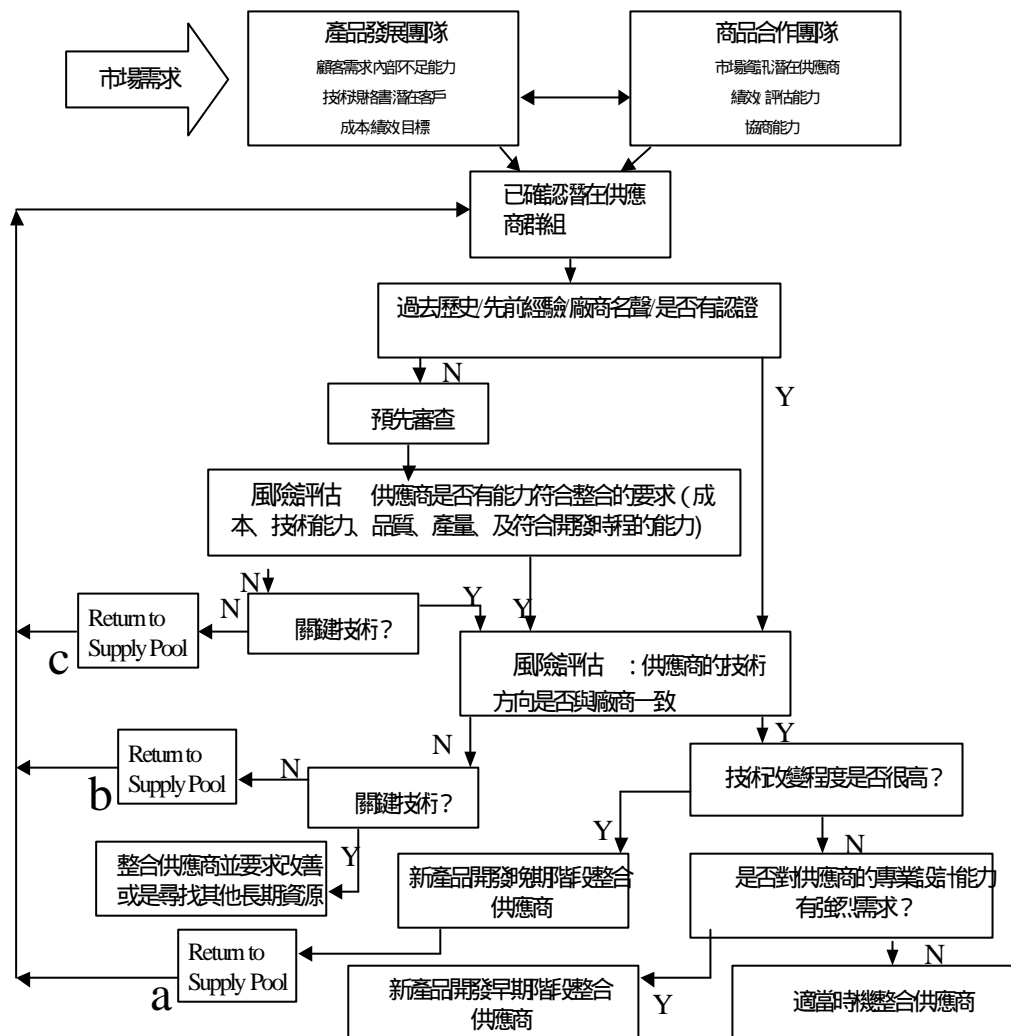 市場需求
產品發展團隊
顧客需求內部不足能力
技術規格書潛在客戶
成本績效目標
商品合作團隊
市場資訊潛在供應商
績效/評估能力
協商能力
已確認潛在供應
商群組
過去歷史/先前經驗/廠商名聲/是否有認證
N
Y
預先審查
風險評估 供應商是否有能力符合整合的要求(成
本、技術能力、品質、產量、及符合開發時程的能力)
N
Y
Y
N
關鍵技術?
Return to
Supply Pool
c
風險評估 :供應商的技術
方向是否與廠商一致
N
Y
Return to
Supply Pool
b
N
關鍵技術?
Y
技術改變程度是否很高?
Y
N
整合供應商並要求改善
或是尋找其他長期資源
新產品開發晚期階段整合
供應商
是否對供應商的專業設計能力
有強烈需求?
Return to
Supply Pool
a
新產品開發早期階段整合
供應商
Y
N
適當時機整合供應商